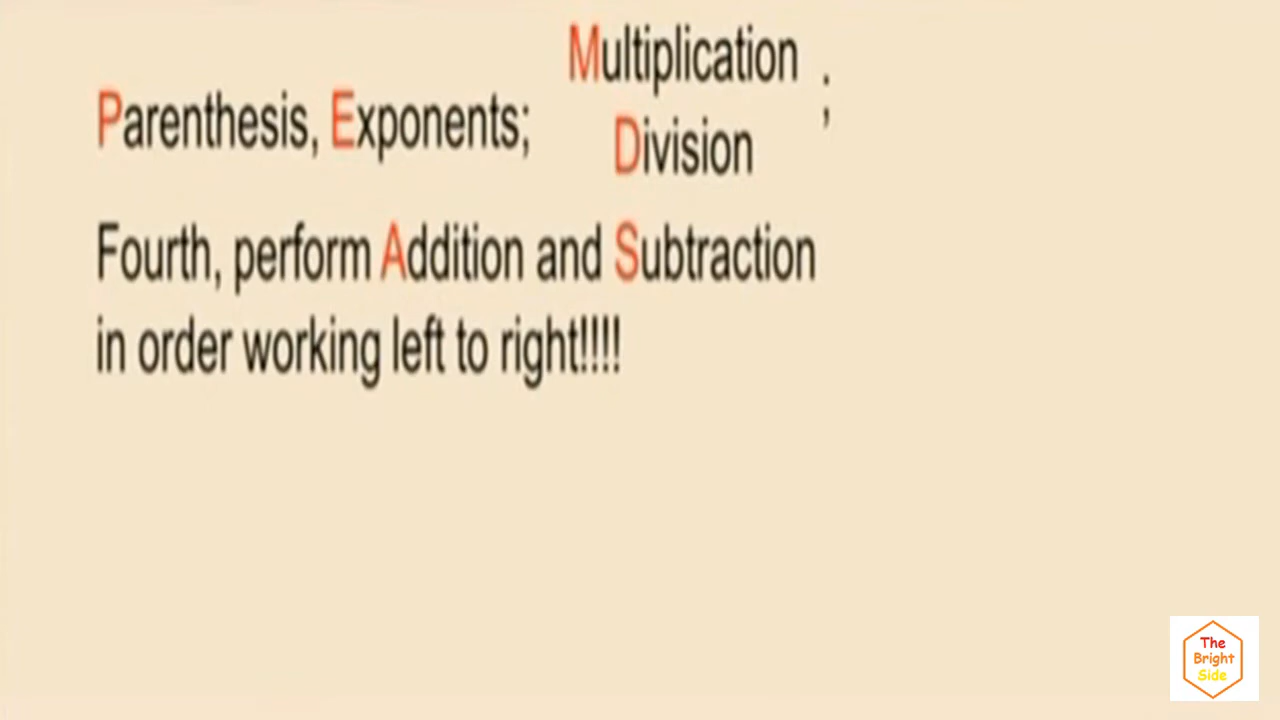 Multiplication
Parenthesis, Exponents; ;
Division
Fourth, perform Addition and Subtraction
in order working left to right!!!!
The
Bright
Side